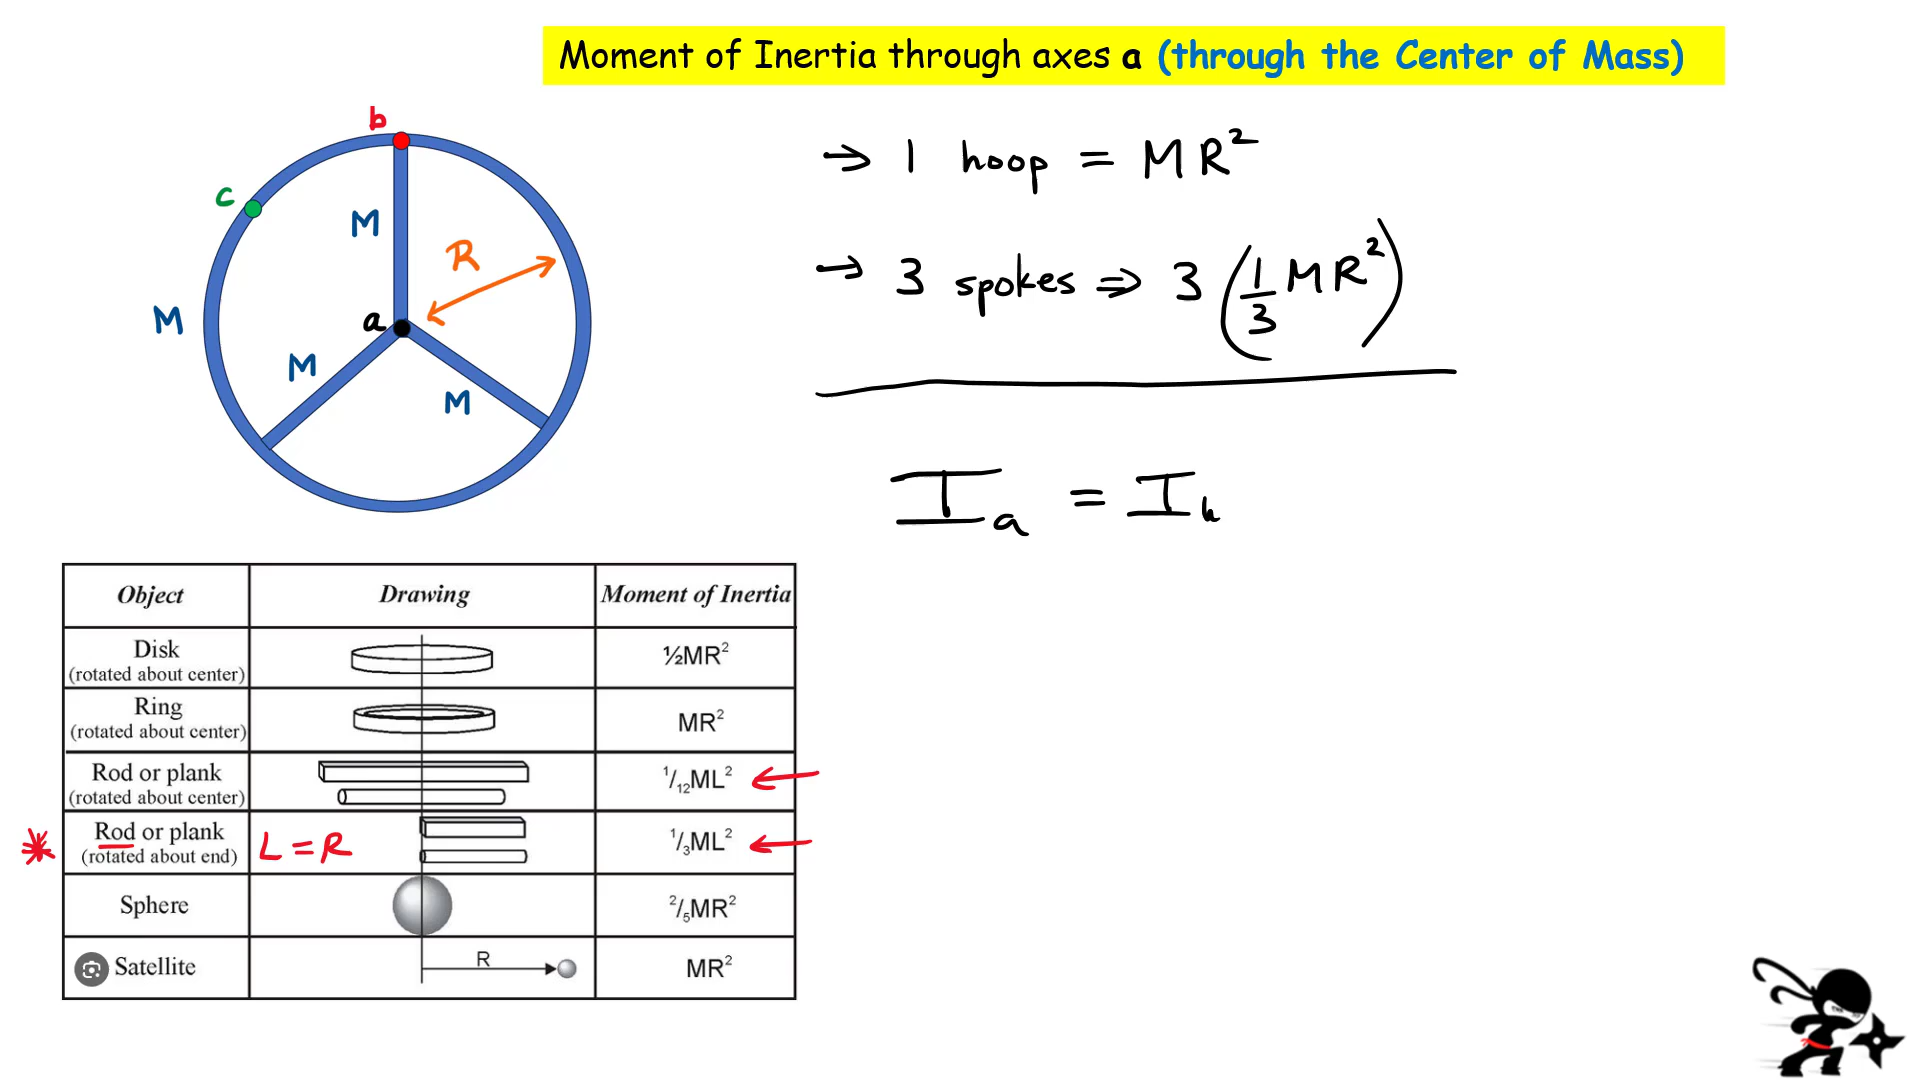 Moment of Inertia through axes a (through the Center of Mass)
b
c
M
R
a
M
M
M
→ 1 hoop = MR²
→ 3 spokes ⇒ 3 (1/3 MR²)
I_a = I_h
Object Drawing Moment of Inertia
Disk
(rotated about center)
½MR²
Ring
(rotated about center)
MR²
Rod or plank
(rotated about center)
¹/₁₂ML²
Rod or plank
(rotated about end)
L = R
¹/₃ML²
Sphere
²/₅MR²
Satellite
R
MR²